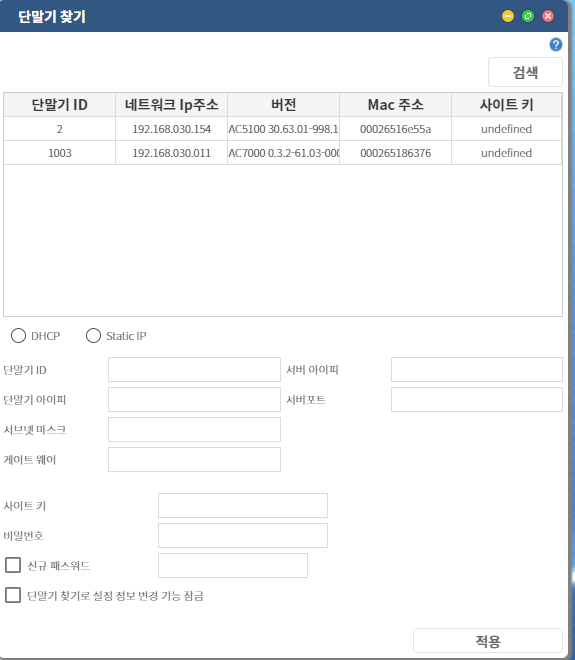 단말기 찾기
검색
단말기 ID 네트워크 Ip주소 버전 Mac 주소 사이트 키
2 192.168.030.154 AC5100 30.63.01-998.1 00026516e55a undefined
1003 192.168.030.011 AC7000 0.3.2-61.03-000 000265186376 undefined
DHCP Static IP
단말기 ID 서버 아이피
단말기 아이피 서버포트
서브넷 마스크
게이트 웨이
사이트 키
비밀번호
신규 패스워드
단말기 찾기로 설정 정보 변경 기능 잠금
적용